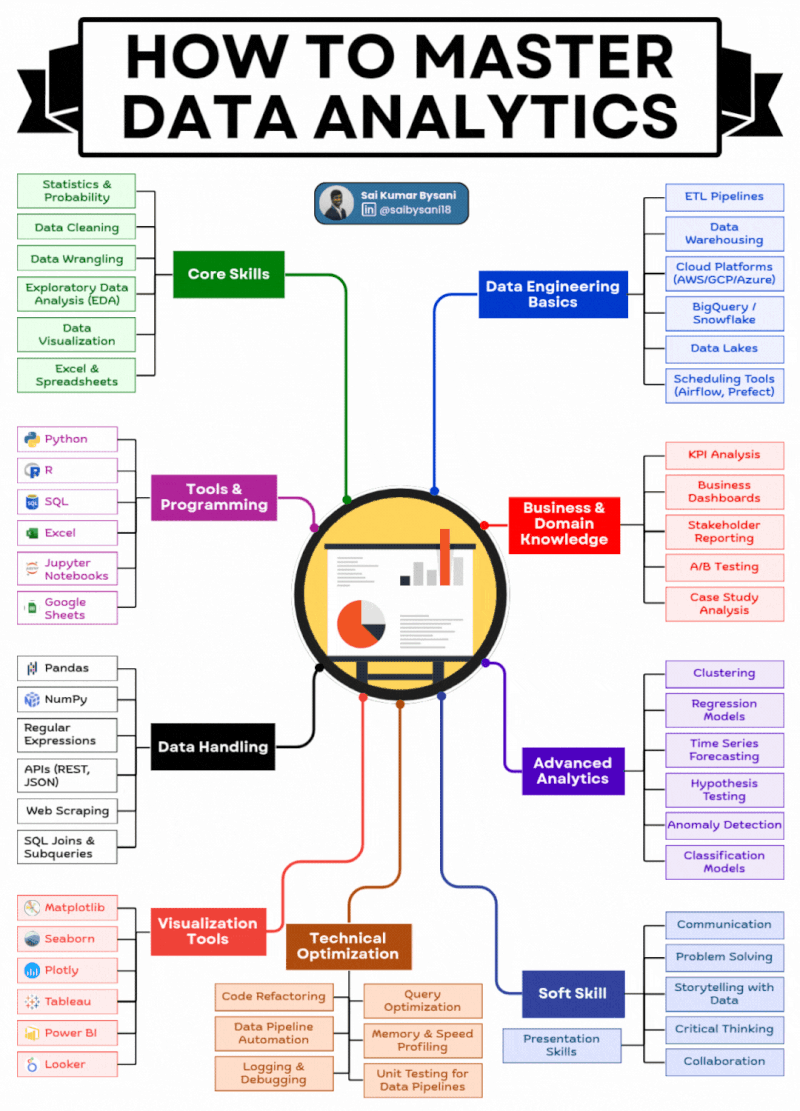 HOW TO MASTER
DATA ANALYTICS
Sai Kumar Bysani
in @saibysani18
Core Skills
Statistics &
Probability
Data Cleaning
Data Wrangling
Exploratory Data
Analysis (EDA)
Data
Visualization
Excel &
Spreadsheets
Tools &
Programming
Python
R
SQL
Excel
Jupyter
Notebooks
Google
Sheets
Data Handling
Pandas
NumPy
Regular
Expressions
APIs (REST,
JSON)
Web Scraping
SQL Joins &
Subqueries
Visualization
Tools
Matplotlib
Seaborn
Plotly
Tableau
Power BI
Looker
Technical
Optimization
Code Refactoring
Data Pipeline
Automation
Logging &
Debugging
Query
Optimization
Memory & Speed
Profiling
Unit Testing for
Data Pipelines
Data Engineering
Basics
ETL Pipelines
Data
Warehousing
Cloud Platforms
(AWS/GCP/Azure)
BigQuery /
Snowflake
Data Lakes
Scheduling Tools
(Airflow, Prefect)
Business &
Domain
Knowledge
KPI Analysis
Business
Dashboards
Stakeholder
Reporting
A/B Testing
Case Study
Analysis
Advanced
Analytics
Clustering
Regression
Models
Time Series
Forecasting
Hypothesis
Testing
Anomaly Detection
Classification
Models
Soft Skill
Communication
Problem Solving
Storytelling with
Data
Critical Thinking
Collaboration
Presentation
Skills